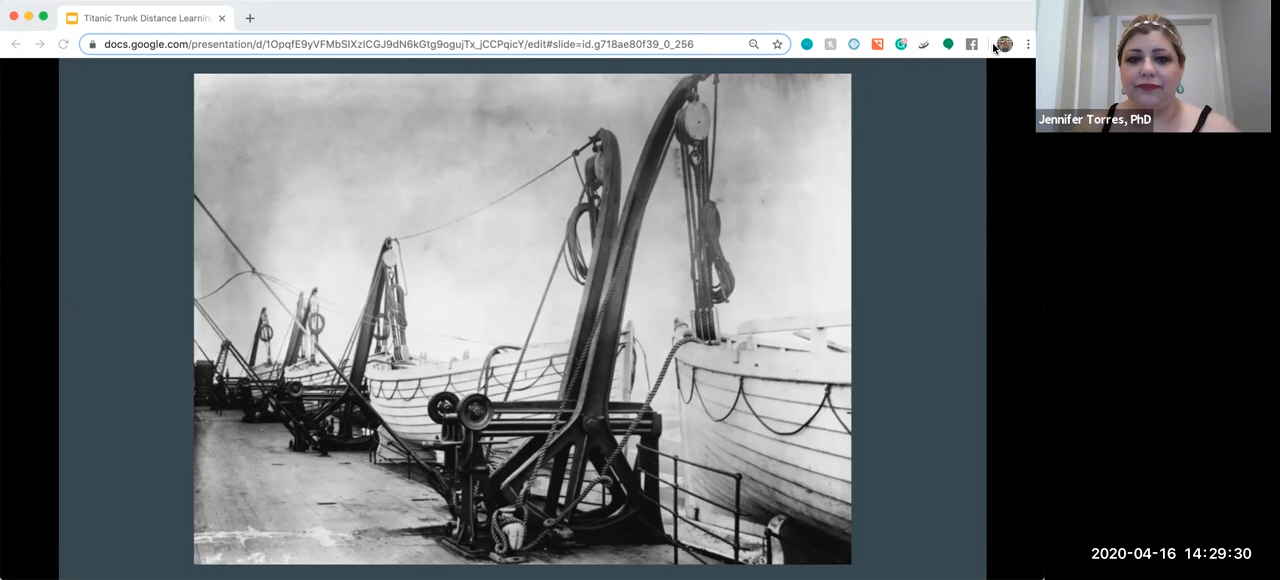 Titanic Trunk Distance Learnin
docs.google.com/presentation/d/1OpqfE9yVFMbSlXzICGJ9dN6kGtg9ogujTx_jCCPqicY/edit#slide=id.g718ae80f39_0_256
Jennifer Torres, PhD
2020-04-16 14:29:30